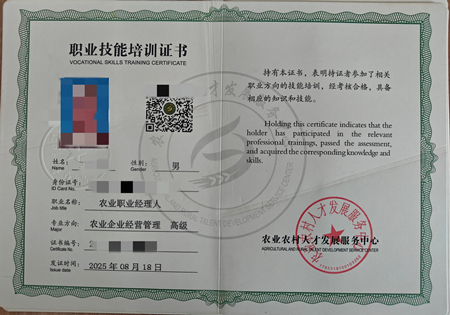 职业技能培训证书
VOCATIONAL SKILLS TRAINING CERTIFICATE
姓名:
Name
性别: 男
Gender
身份证号:
ID Card No.
职业名称: 农业职业经理人
Job title
专业方向: 农业企业经营管理 高级
Major
证书编号:
Certificate No.
发证时间: 2025 年 08 月 18 日
Issue date
持有本证书,表明持证者参加了相关
职业方向的技能培训,经考核合格,具备
相应的知识和技能。
Holding this certificate indicates that the
holder has participated in the relevant
professional trainings, passed the assessment,
and acquired the corresponding knowledge and
skills.
农业农村人才发展服务中心
AGRICULTURAL AND RURAL TALENT DEVELOPMENT SERVICE CENTER